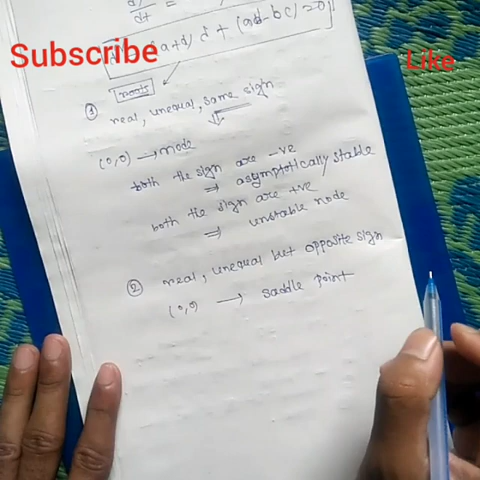 dt =
Subscribe
Like
(a+d) λ + (ad-bc) = 0
roots
① real, unequal, same sign
(0,0) → node
both the sign are -ve
⇒ asymptotically stable
both the sign are +ve
⇒ unstable node
② real, unequal but opposite sign
(0,0) → saddle point